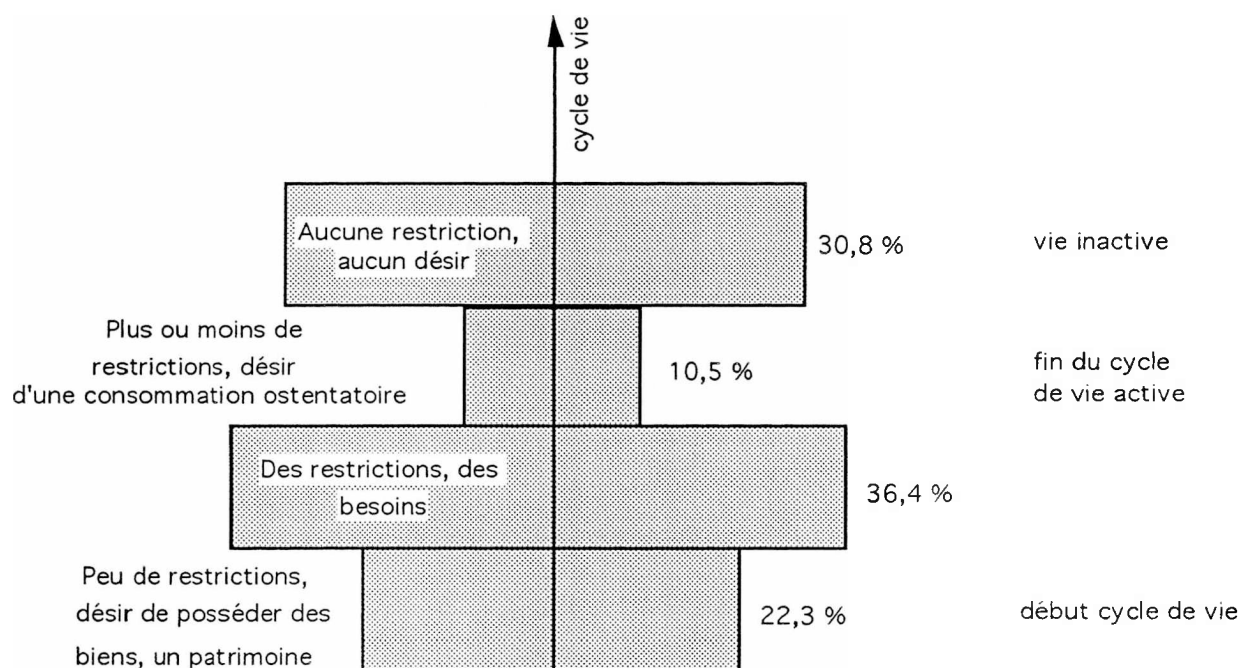 cycle de vie
Aucune restriction,
aucun désir
30,8 %
vie inactive
Plus ou moins de
restrictions, désir
d'une consommation ostentatoire
10,5 %
fin du cycle
de vie active
Des restrictions, des
besoins
36,4 %
Peu de restrictions,
désir de posséder des
biens, un patrimoine
22,3 %
début cycle de vie